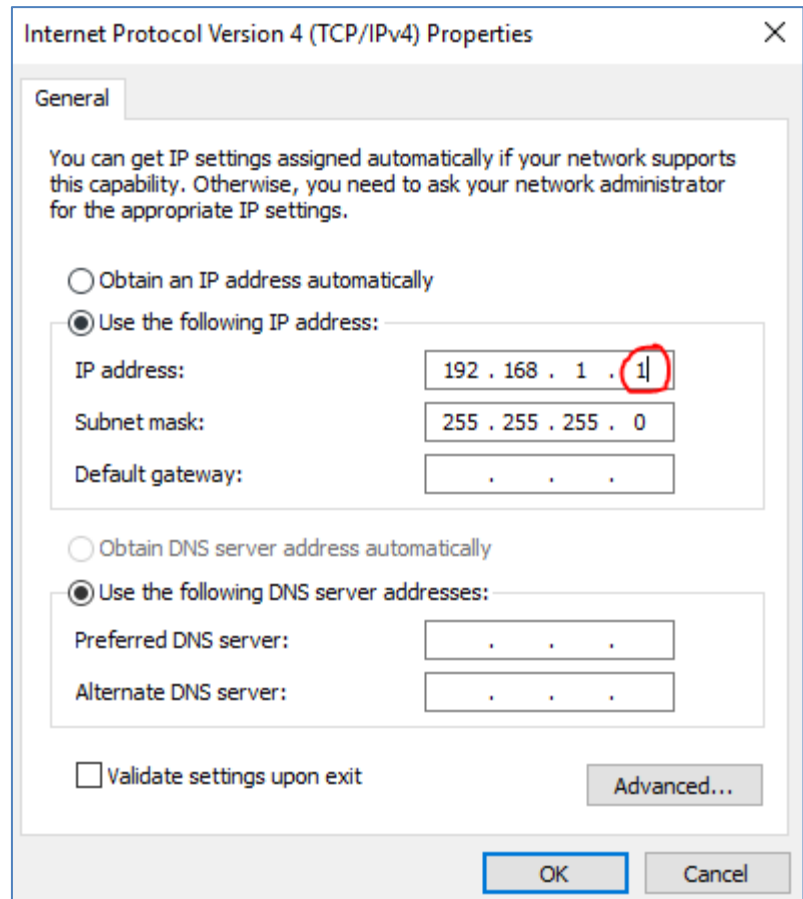 Internet Protocol Version 4 (TCP/IPv4) Properties
General
You can get IP settings assigned automatically if your network supports
this capability. Otherwise, you need to ask your network administrator
for the appropriate IP settings.
Obtain an IP address automatically
Use the following IP address:
IP address: 192 . 168 . 1 . 1
Subnet mask: 255 . 255 . 255 . 0
Default gateway: . . .
Obtain DNS server address automatically
Use the following DNS server addresses:
Preferred DNS server: . . .
Alternate DNS server: . . .
Validate settings upon exit
Advanced...
OK Cancel